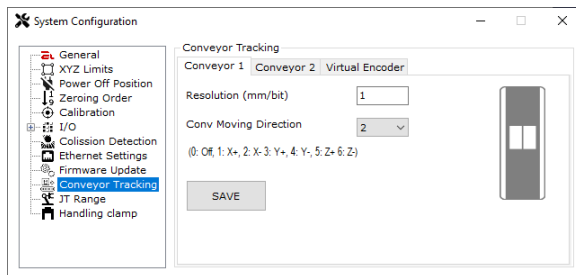 System Configuration
General
XYZ Limits
Power Off Position
Zeroing Order
Calibration
I/O
Colission Detection
Ethernet Settings
Firmware Update
Conveyor Tracking
JT Range
Handling clamp
Conveyor Tracking
Conveyor 1 Conveyor 2 Virtual Encoder
Resolution (mm/bit) 1
Conv Moving Direction 2
(0: Off, 1: X+, 2: X- 3: Y+, 4: Y-, 5: Z+ 6: Z-)
SAVE